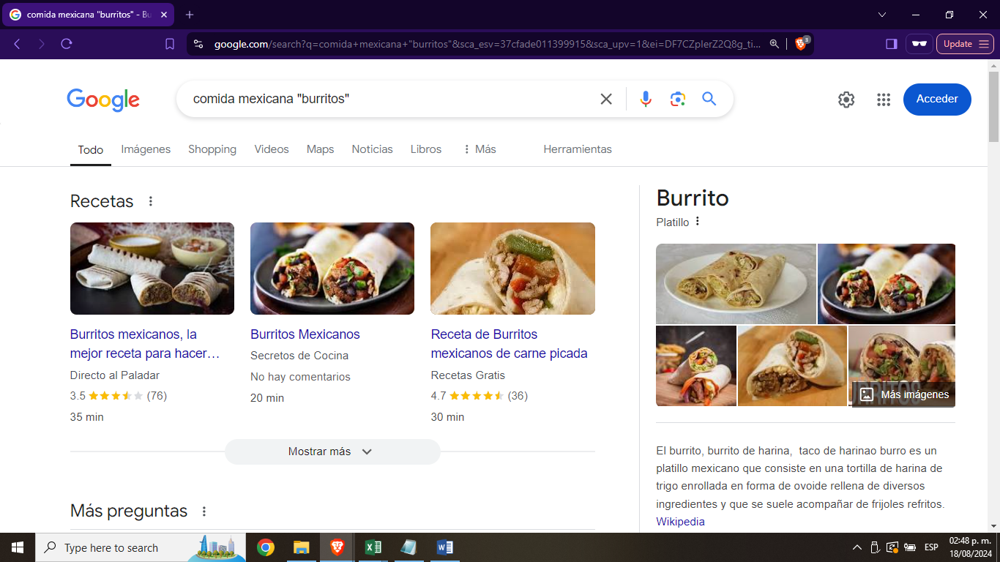 comida mexicana "burritos" - Bu
google.com/search?q=comida+mexicana+"burritos"&sca_esv=37cfade011399915&sca_upv=1&ei=DF7CZpIerZ2Q8g_ti...
3
Update
Google
comida mexicana "burritos"
Acceder
Todo
Imágenes
Shopping
Videos
Maps
Noticias
Libros
Más
Herramientas
Recetas
Burritos mexicanos, la
mejor receta para hacer…
Directo al Paladar
3.5 (76)
35 min
Burritos Mexicanos
Secretos de Cocina
No hay comentarios
20 min
Receta de Burritos
mexicanos de carne picada
Recetas Gratis
4.7 (36)
30 min
Mostrar más
Más preguntas
Burrito
Platillo
Más imágenes
El burrito, burrito de harina, taco de harinao burro es un
platillo mexicano que consiste en una tortilla de harina de
trigo enrollada en forma de ovoide rellena de diversos
ingredientes y que se suele acompañar de frijoles refritos.
Wikipedia
Type here to search
ESP
02:48 p. m.
18/08/2024